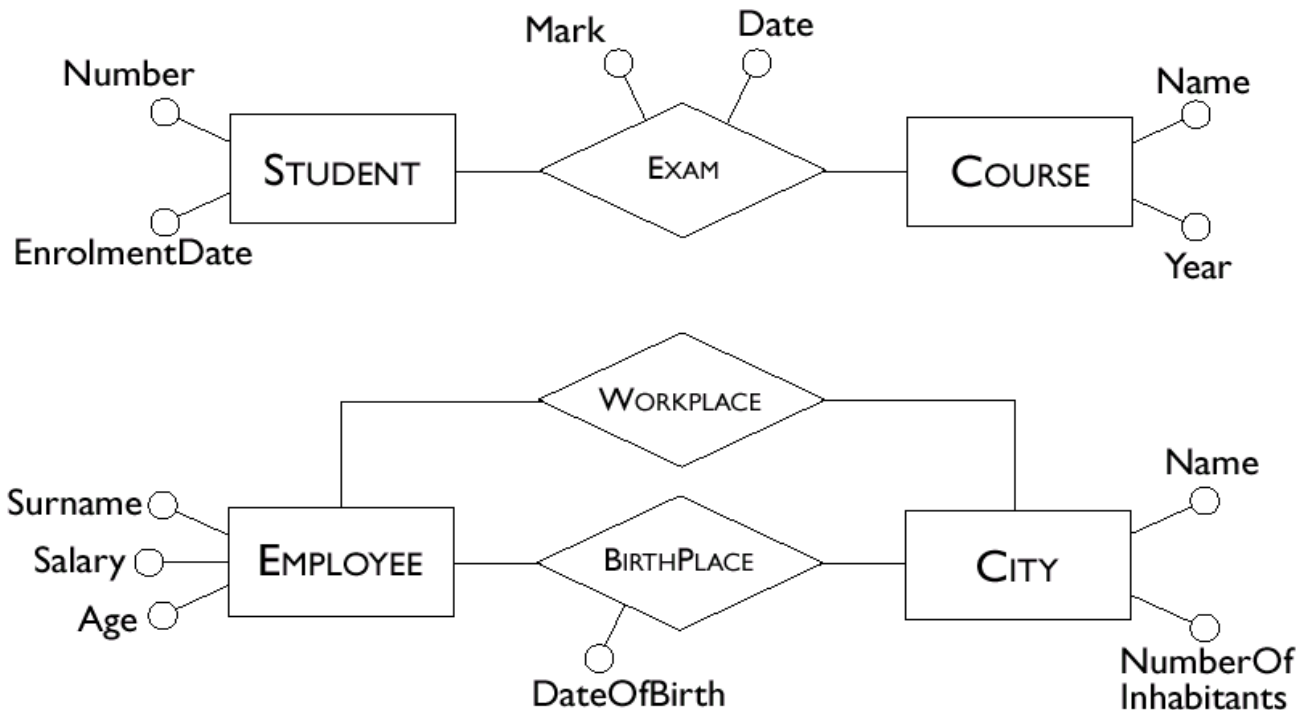 Mark
Date
Number
Name
STUDENT
EXAM
COURSE
EnrolmentDate
Year
WORKPLACE
Name
Surname
Salary
EMPLOYEE
BIRTHPLACE
CITY
Age
DateOfBirth
NumberOf
Inhabitants